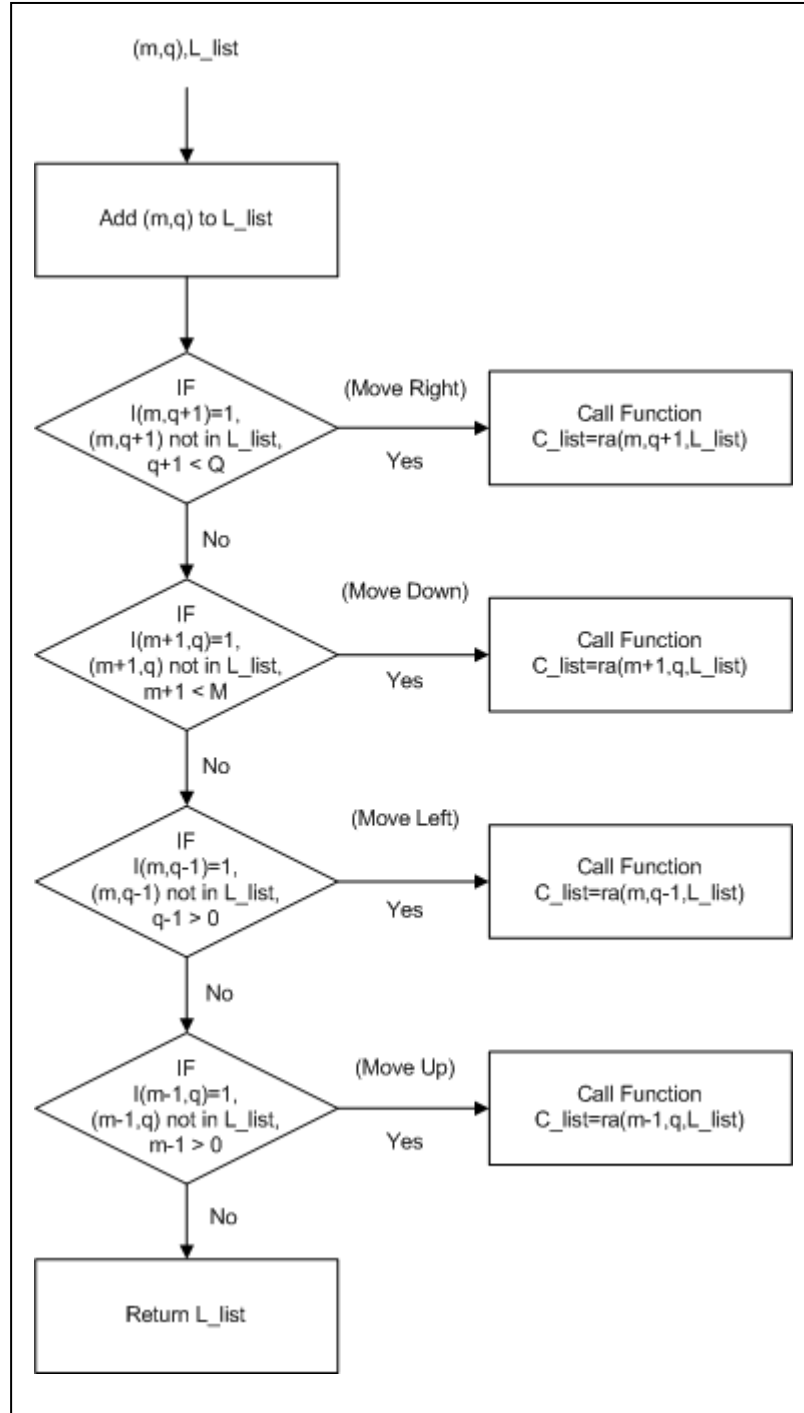 (m,q),L_list
Add (m,q) to L_list
IF
I(m,q+1)=1,
(m,q+1) not in L_list,
q+1 < Q
(Move Right)
Yes
Call Function
C_list=ra(m,q+1,L_list)
No
IF
I(m+1,q)=1,
(m+1,q) not in L_list,
m+1 < M
(Move Down)
Yes
Call Function
C_list=ra(m+1,q,L_list)
No
IF
I(m,q-1)=1,
(m,q-1) not in L_list,
q-1 > 0
(Move Left)
Yes
Call Function
C_list=ra(m,q-1,L_list)
No
IF
I(m-1,q)=1,
(m-1,q) not in L_list,
m-1 > 0
(Move Up)
Yes
Call Function
C_list=ra(m-1,q,L_list)
No
Return L_list